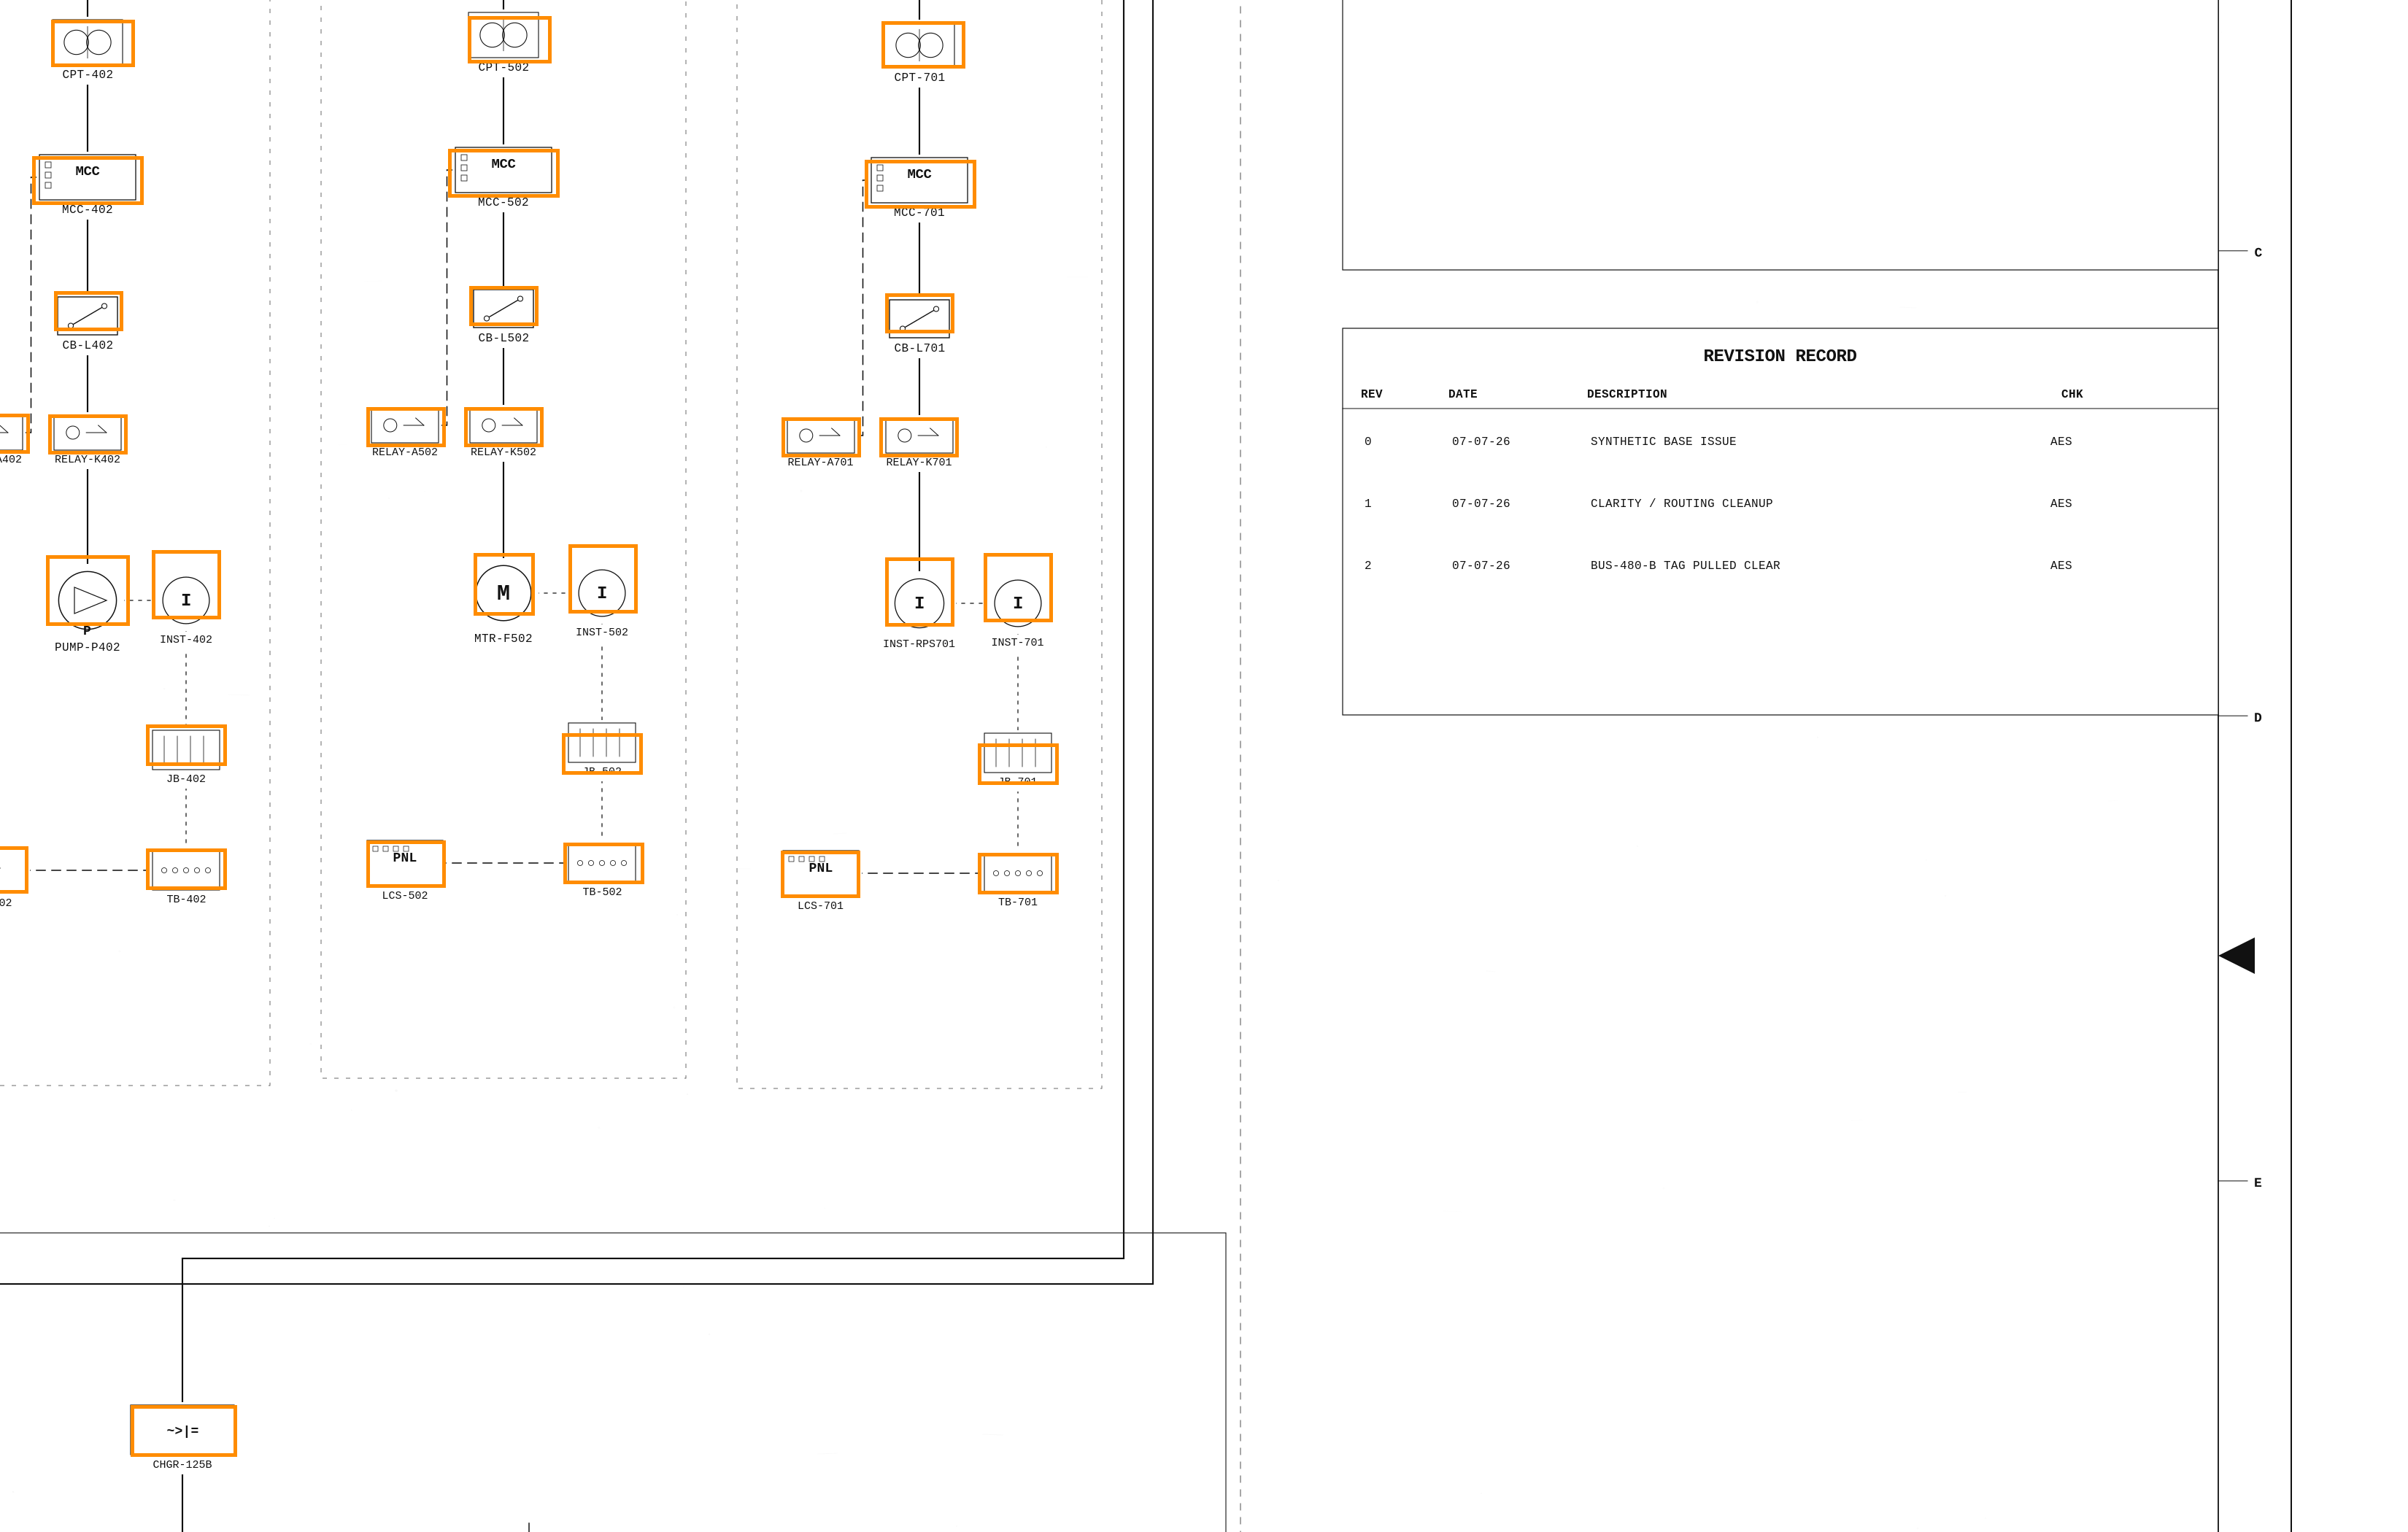 CPT-402
CPT-502
CPT-701
MCC
MCC-402
MCC
MCC-502
MCC
MCC-701
C
CB-L402
CB-L502
CB-L701
REVISION RECORD
REV DATE DESCRIPTION CHK
0 07-07-26 SYNTHETIC BASE ISSUE AES
1 07-07-26 CLARITY / ROUTING CLEANUP AES
2 07-07-26 BUS-480-B TAG PULLED CLEAR AES
A402
RELAY-K402
RELAY-A502
RELAY-K502
RELAY-A701
RELAY-K701
P
PUMP-P402
I
INST-402
M
MTR-F502
I
INST-502
I
INST-RPS701
I
INST-701
D
JB-402
JB-502
JB-701
02
TB-402
PNL
LCS-502
TB-502
PNL
LCS-701
TB-701
E
~>|=
CHGR-125B